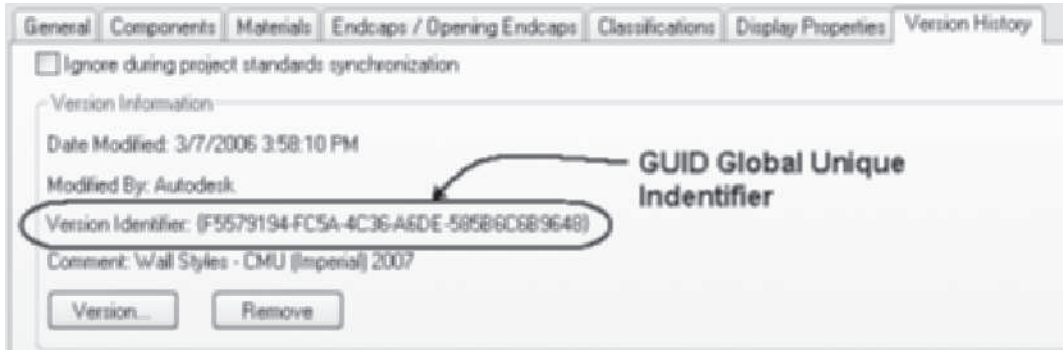 General Components Materials Endcaps / Opening Endcaps Classifications Display Properties Version History
Ignore during project standards synchronization
Version Information
Date Modified: 3/7/2006 3:58:10 PM
Modified By: Autodesk
GUID Global Unique
Indentifier
Version Identifier: {F5579194-FC5A-4C36-A6DE-585B6C6B9648}
Comment: Wall Styles - CMU (Imperial) 2007
Version... Remove